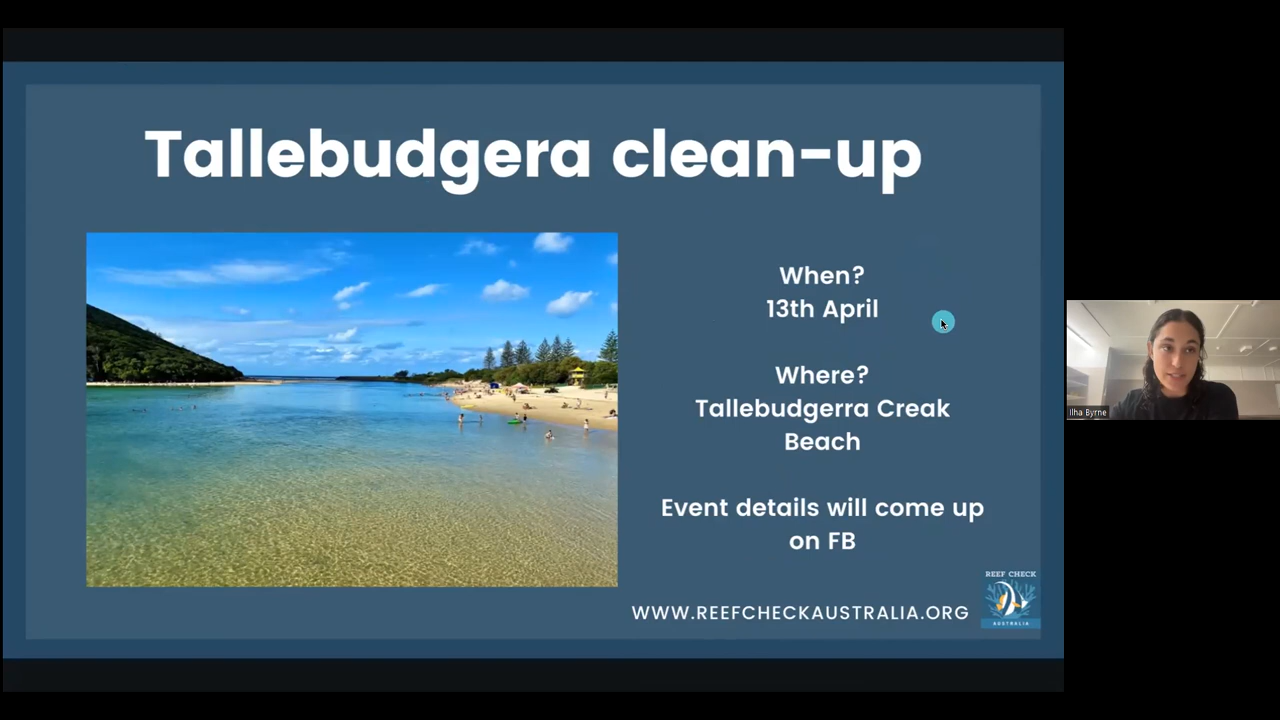 Tallebudgera clean-up
When?
13th April
Where?
Tallebudgerra Creak
Beach
Event details will come up
on FB
WWW.REEFCHECKAUSTRALIA.ORG
REEF CHECK
AUSTRALIA
Ilha Byrne